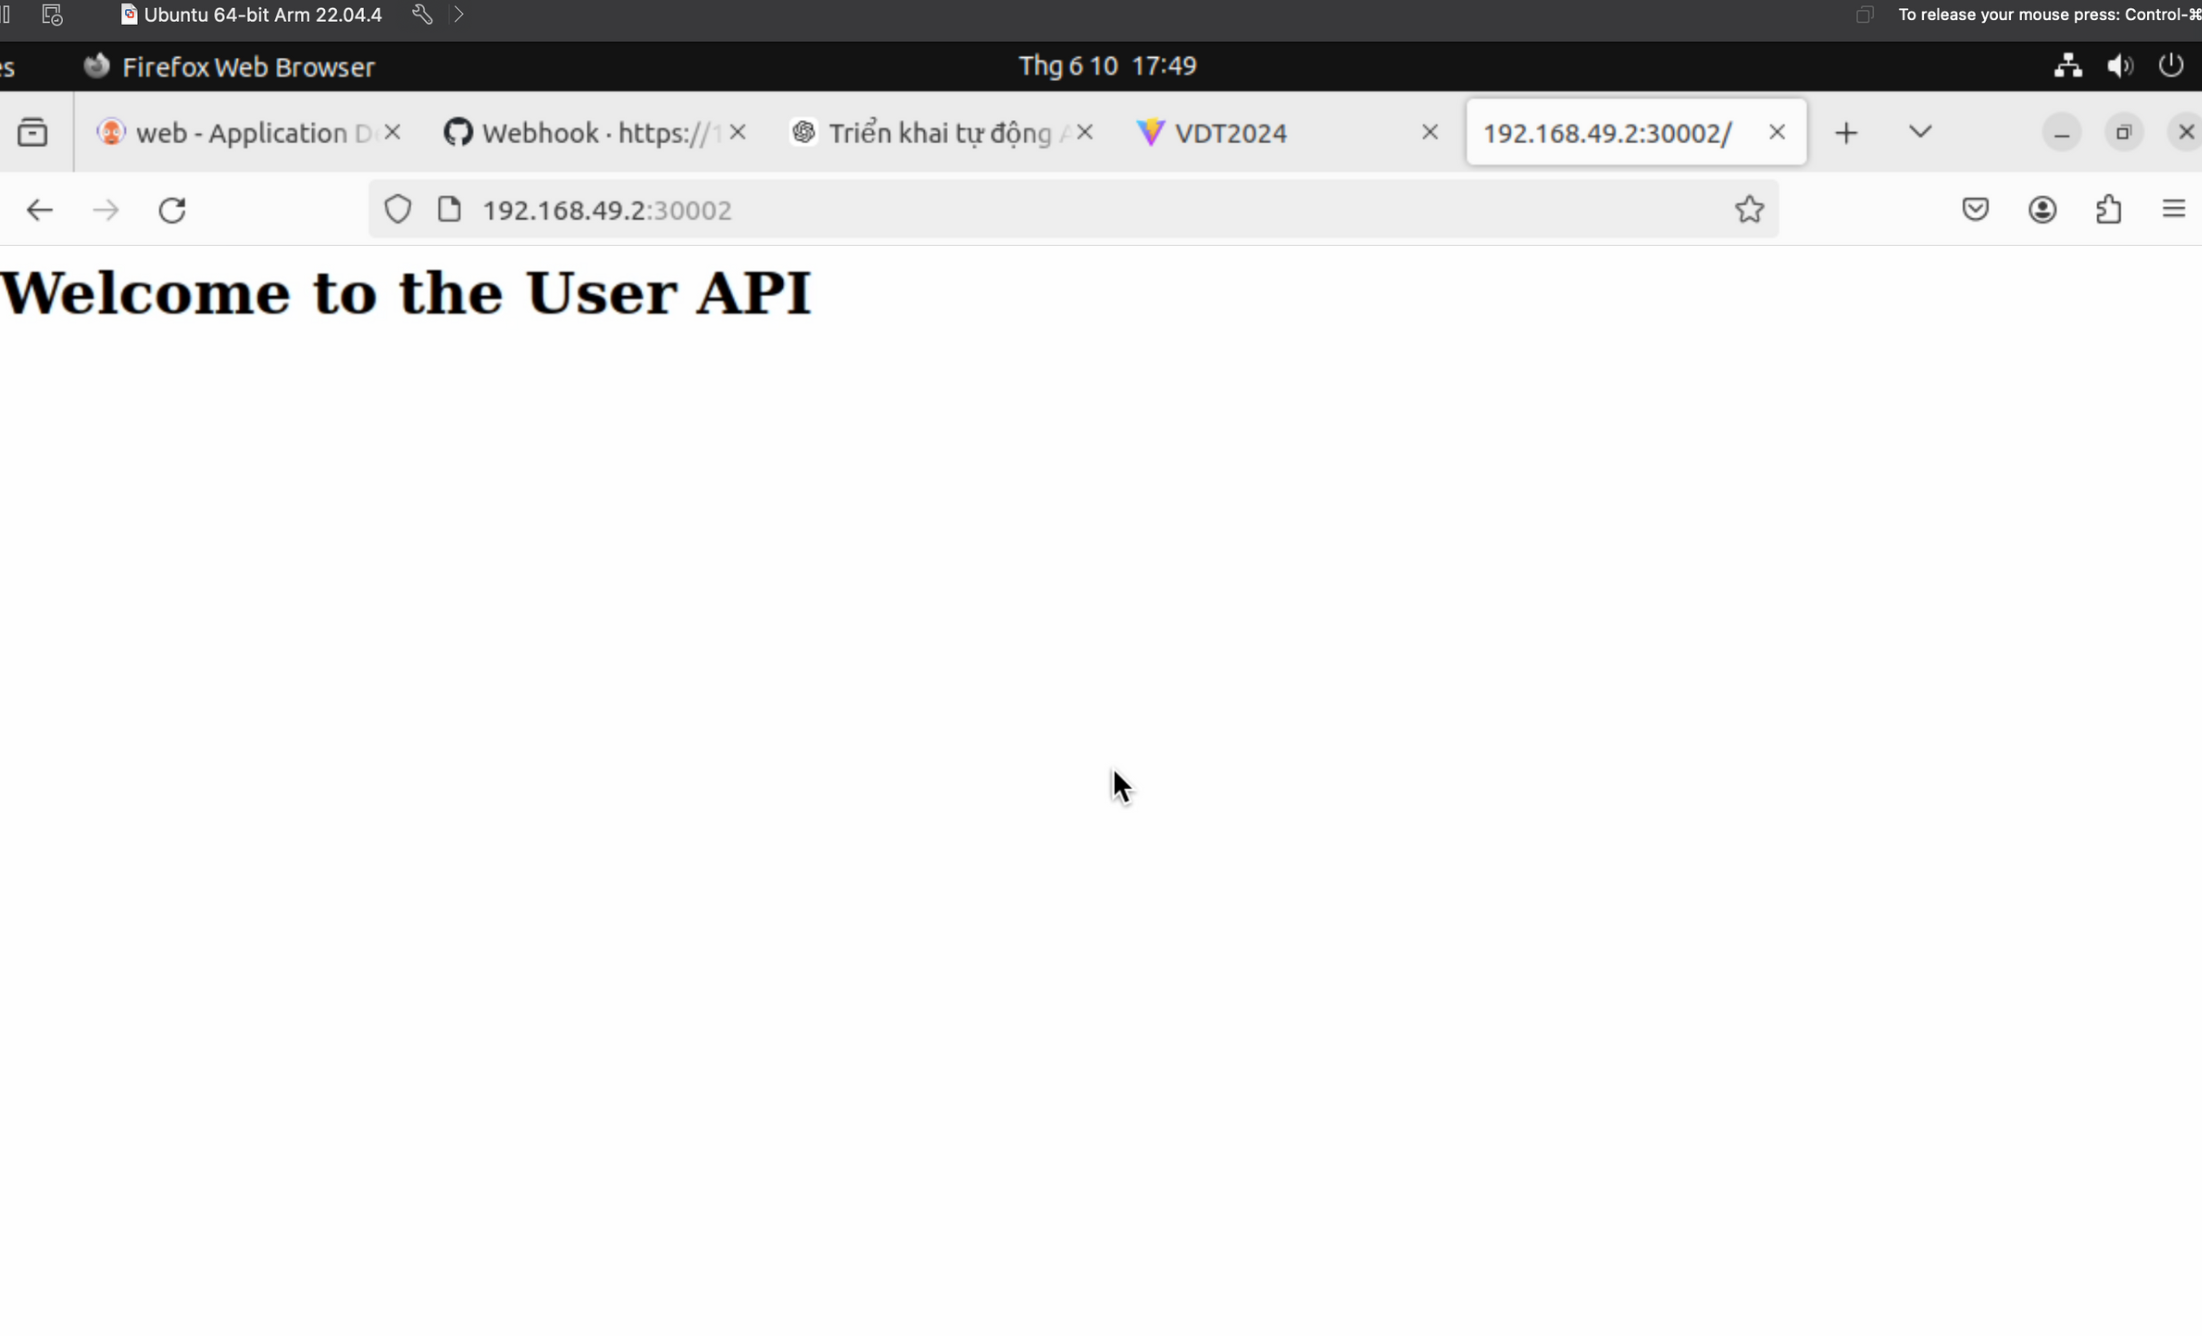 Ubuntu 64-bit Arm 22.04.4
To release your mouse press: Control-⌘
es Firefox Web Browser Thg 6 10 17:49
web - Application D
Webhook · https://1
Triển khai tự động A
VDT2024
192.168.49.2:30002/
192.168.49.2:30002
Welcome to the User API